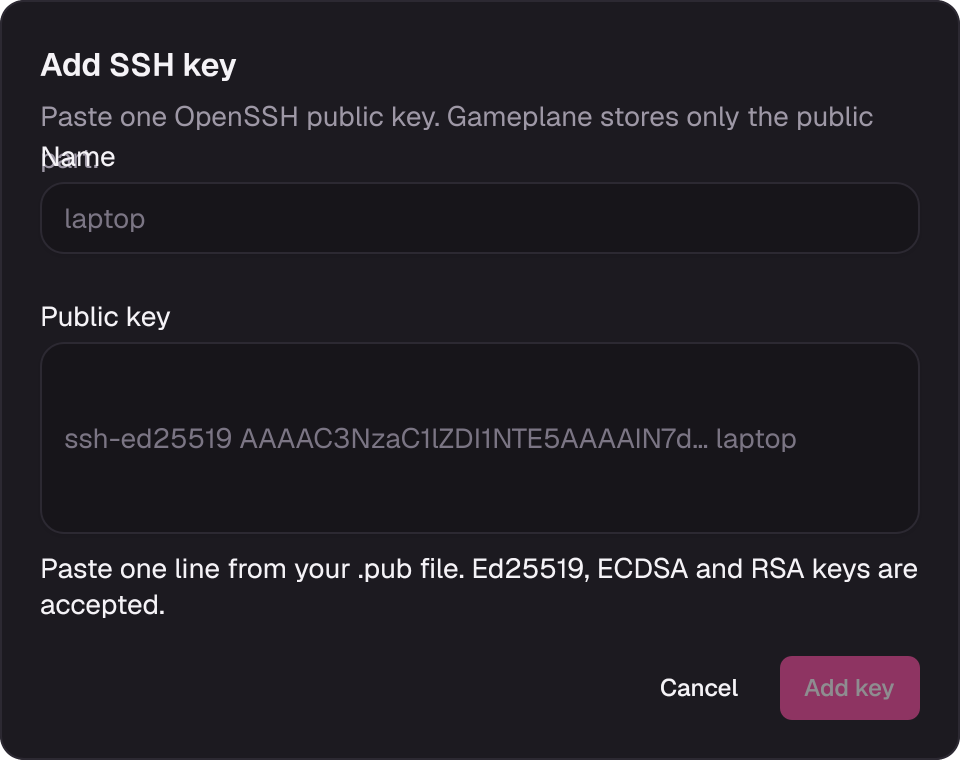 Add SSH key
Paste one OpenSSH public key. Gameplane stores only the public
part.
Name
laptop
Public key
ssh-ed25519 AAAAC3NzaC1lZDI1NTE5AAAAIN7d... laptop
Paste one line from your .pub file. Ed25519, ECDSA and RSA keys are
accepted.
Cancel
Add key